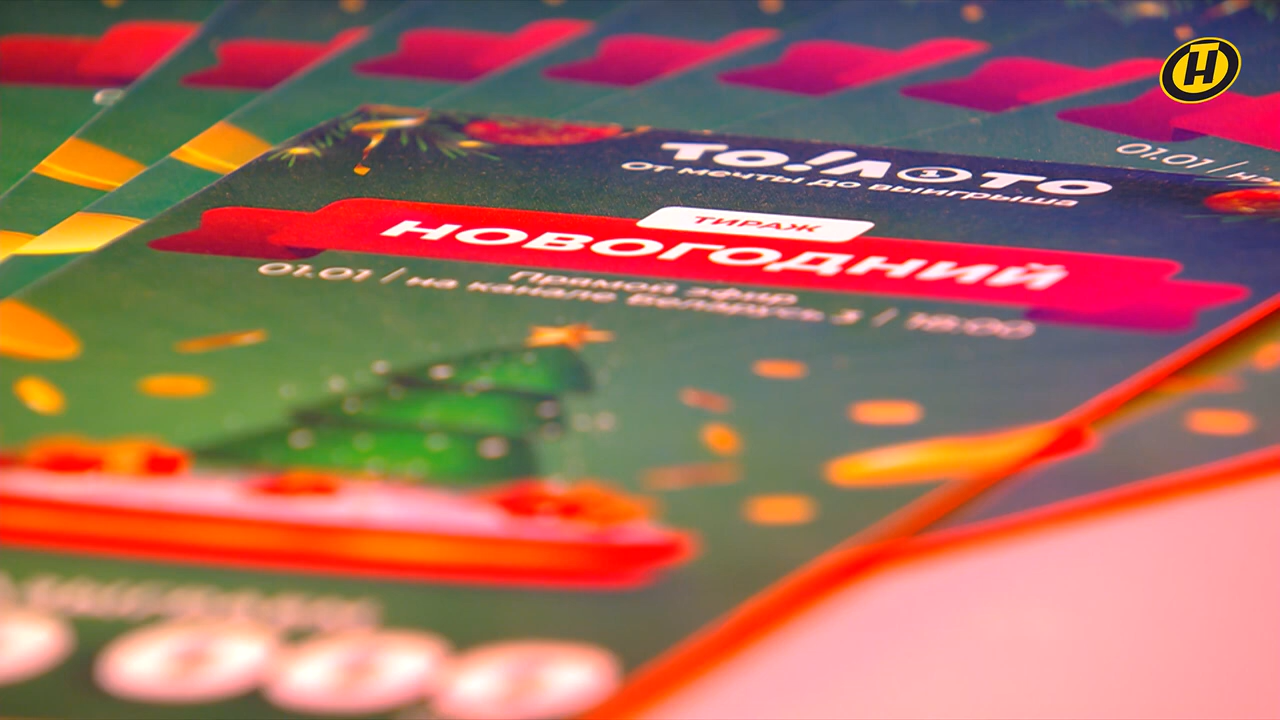 Н
01.01 /
ТО!ЛОТО
От мечты до выигрыша
ТИРАЖ
НОВОГОДНИЙ
Прямой эфир
01.01 / на канале Беларусь 3 / 18:00